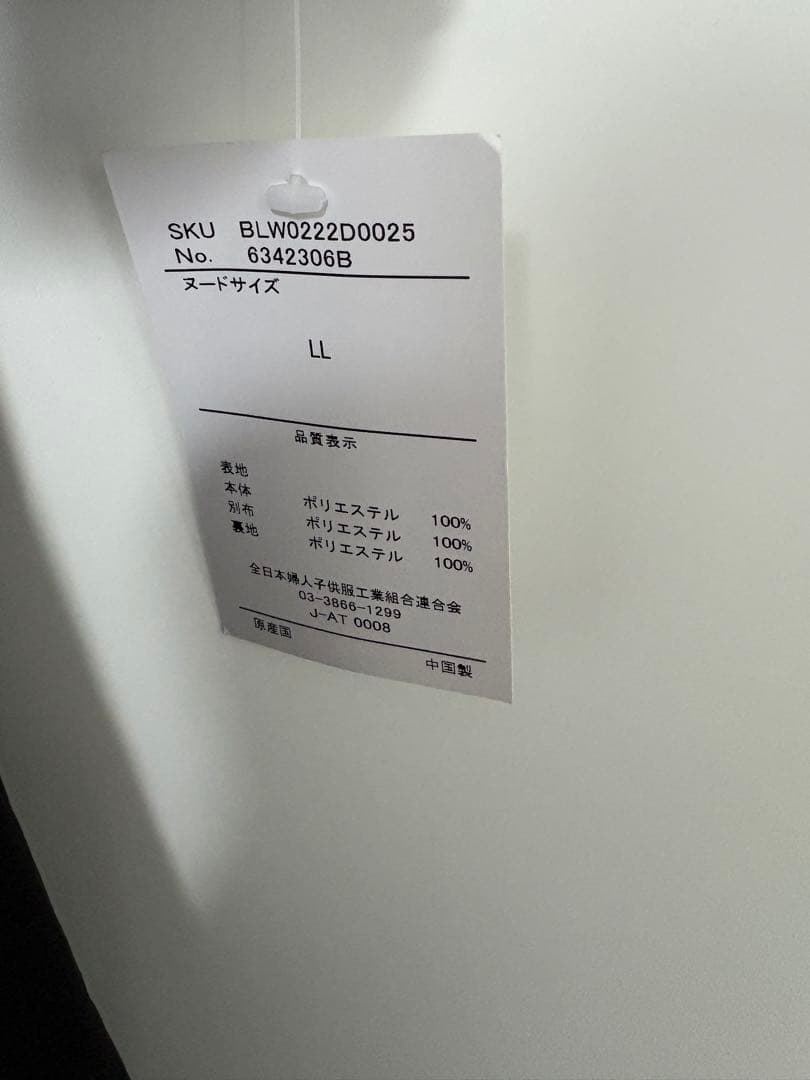 SKU BLW0222D0025
No. 6342306B
ヌードサイズ
LL
品質表示
表地
本体 ポリエステル 100%
別布 ポリエステル 100%
裏地 ポリエステル 100%
全日本婦人子供服工業組合連合会
03-3866-1299
J-AT 0008
原産国 中国製